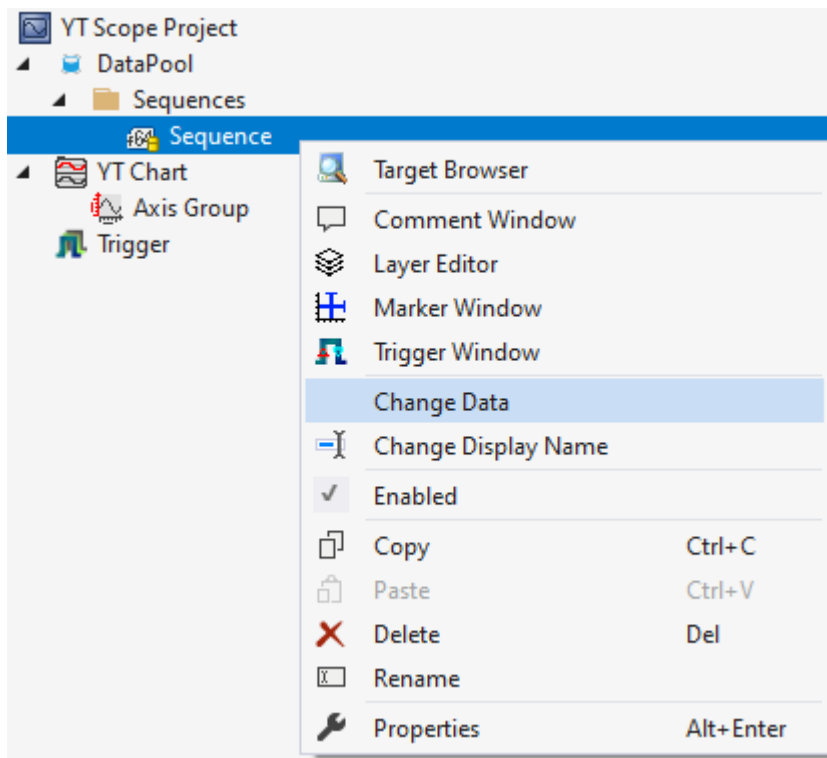 YT Scope Project
DataPool
Sequences
Sequence
YT Chart
Axis Group
Trigger
Target Browser
Comment Window
Layer Editor
Marker Window
Trigger Window
Change Data
Change Display Name
Enabled
Copy Ctrl+C
Paste Ctrl+V
Delete Del
Rename
Properties Alt+Enter